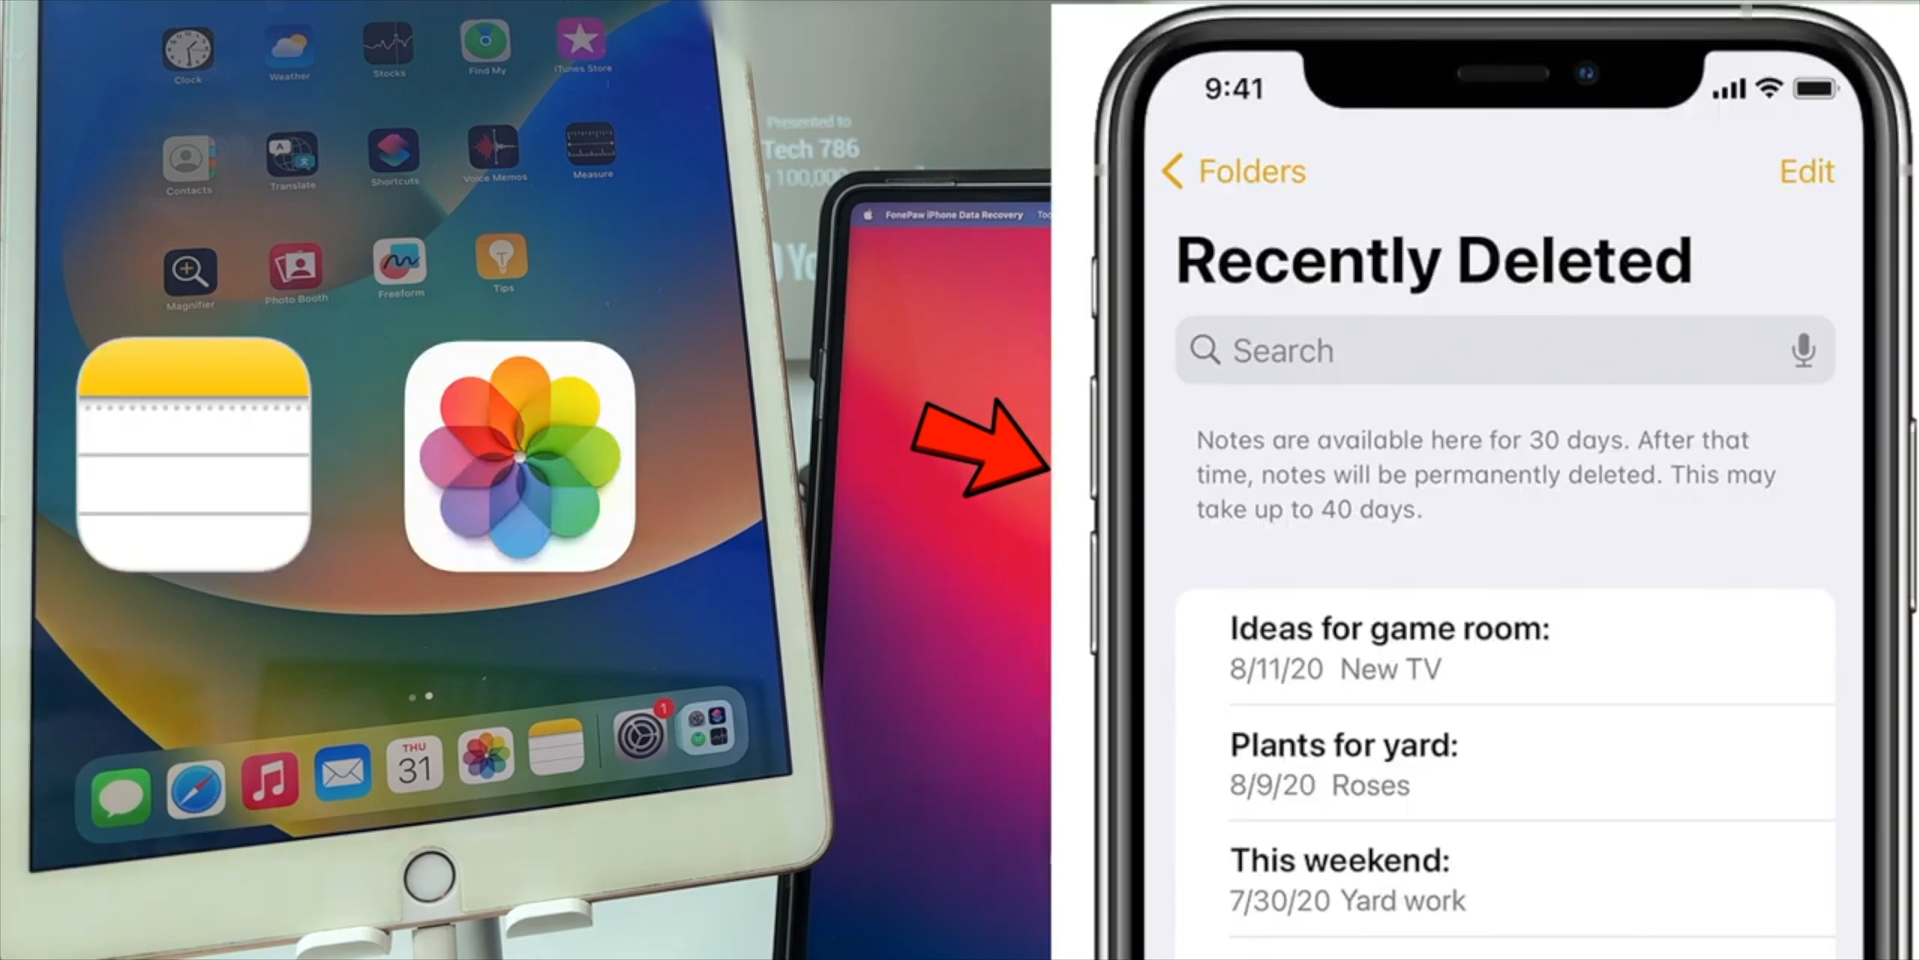 Clock
Weather
Stocks
Find My
iTunes Store
Contacts
Translate
Shortcuts
Voice Memos
Measure
Magnifier
Photo Booth
Freeform
Tips
THU
31
1
Presented to
Tech 786
100,000
FonePaw iPhone Data Recovery
9:41
Folders
Edit
Recently Deleted
Search
Notes are available here for 30 days. After that
time, notes will be permanently deleted. This may
take up to 40 days.
Ideas for game room:
8/11/20 New TV
Plants for yard:
8/9/20 Roses
This weekend:
7/30/20 Yard work